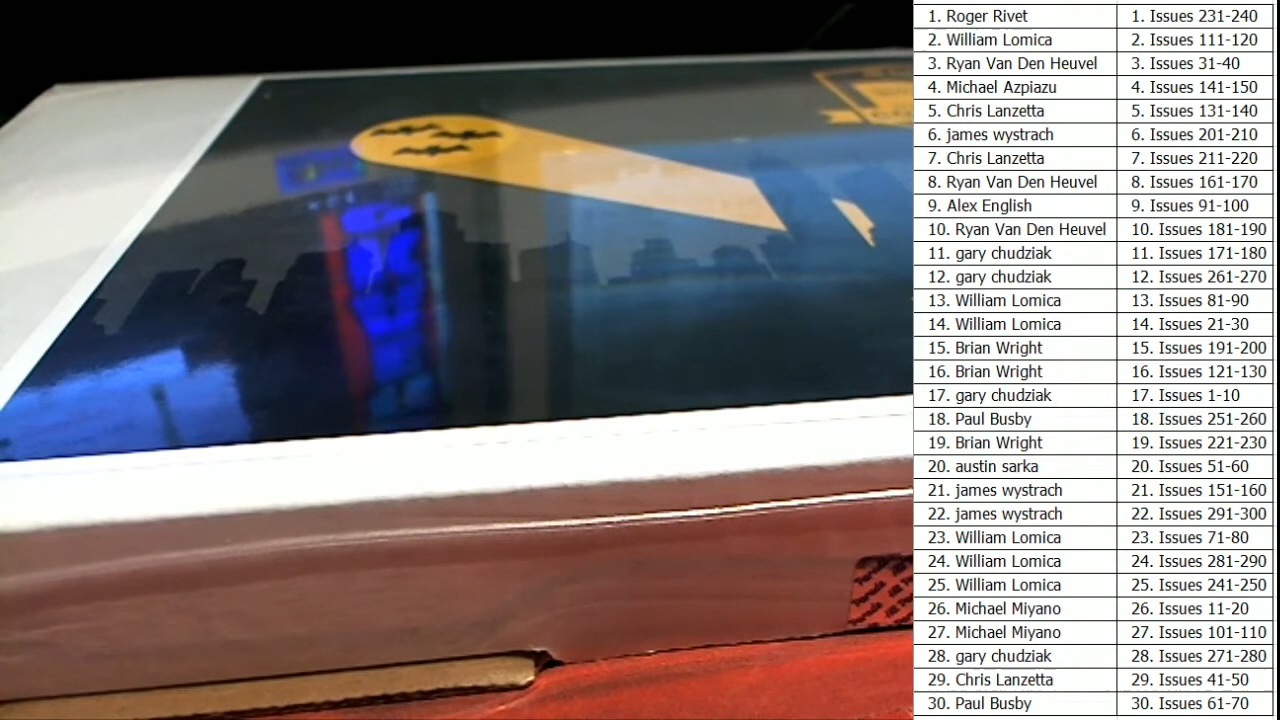 1. Roger Rivet 1. Issues 231-240
2. William Lomica 2. Issues 111-120
3. Ryan Van Den Heuvel 3. Issues 31-40
4. Michael Azpiazu 4. Issues 141-150
5. Chris Lanzetta 5. Issues 131-140
6. james wystrach 6. Issues 201-210
7. Chris Lanzetta 7. Issues 211-220
8. Ryan Van Den Heuvel 8. Issues 161-170
9. Alex English 9. Issues 91-100
10. Ryan Van Den Heuvel 10. Issues 181-190
11. gary chudziak 11. Issues 171-180
12. gary chudziak 12. Issues 261-270
13. William Lomica 13. Issues 81-90
14. William Lomica 14. Issues 21-30
15. Brian Wright 15. Issues 191-200
16. Brian Wright 16. Issues 121-130
17. gary chudziak 17. Issues 1-10
18. Paul Busby 18. Issues 251-260
19. Brian Wright 19. Issues 221-230
20. austin sarka 20. Issues 51-60
21. james wystrach 21. Issues 151-160
22. james wystrach 22. Issues 291-300
23. William Lomica 23. Issues 71-80
24. William Lomica 24. Issues 281-290
25. William Lomica 25. Issues 241-250
26. Michael Miyano 26. Issues 11-20
27. Michael Miyano 27. Issues 101-110
28. gary chudziak 28. Issues 271-280
29. Chris Lanzetta 29. Issues 41-50
30. Paul Busby 30. Issues 61-70